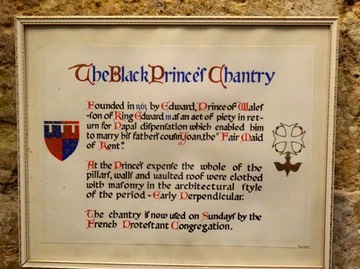 The Black Prince's Chantry
Founded in 1363 by Edward, Prince of Wales
-son of King Edward III as an act of piety in ret-
urn for Papal dispensation which enabled him
to marry his father's cousin, Joan, the "Fair Maid
of Kent".
At the Prince's expense the whole of the
pillars, walls and vaulted roof were clothed
with masonry in the architectural style
of the period - Early Perpendicular.
The chantry is now used on Sundays by the
French Protestant Congregation.